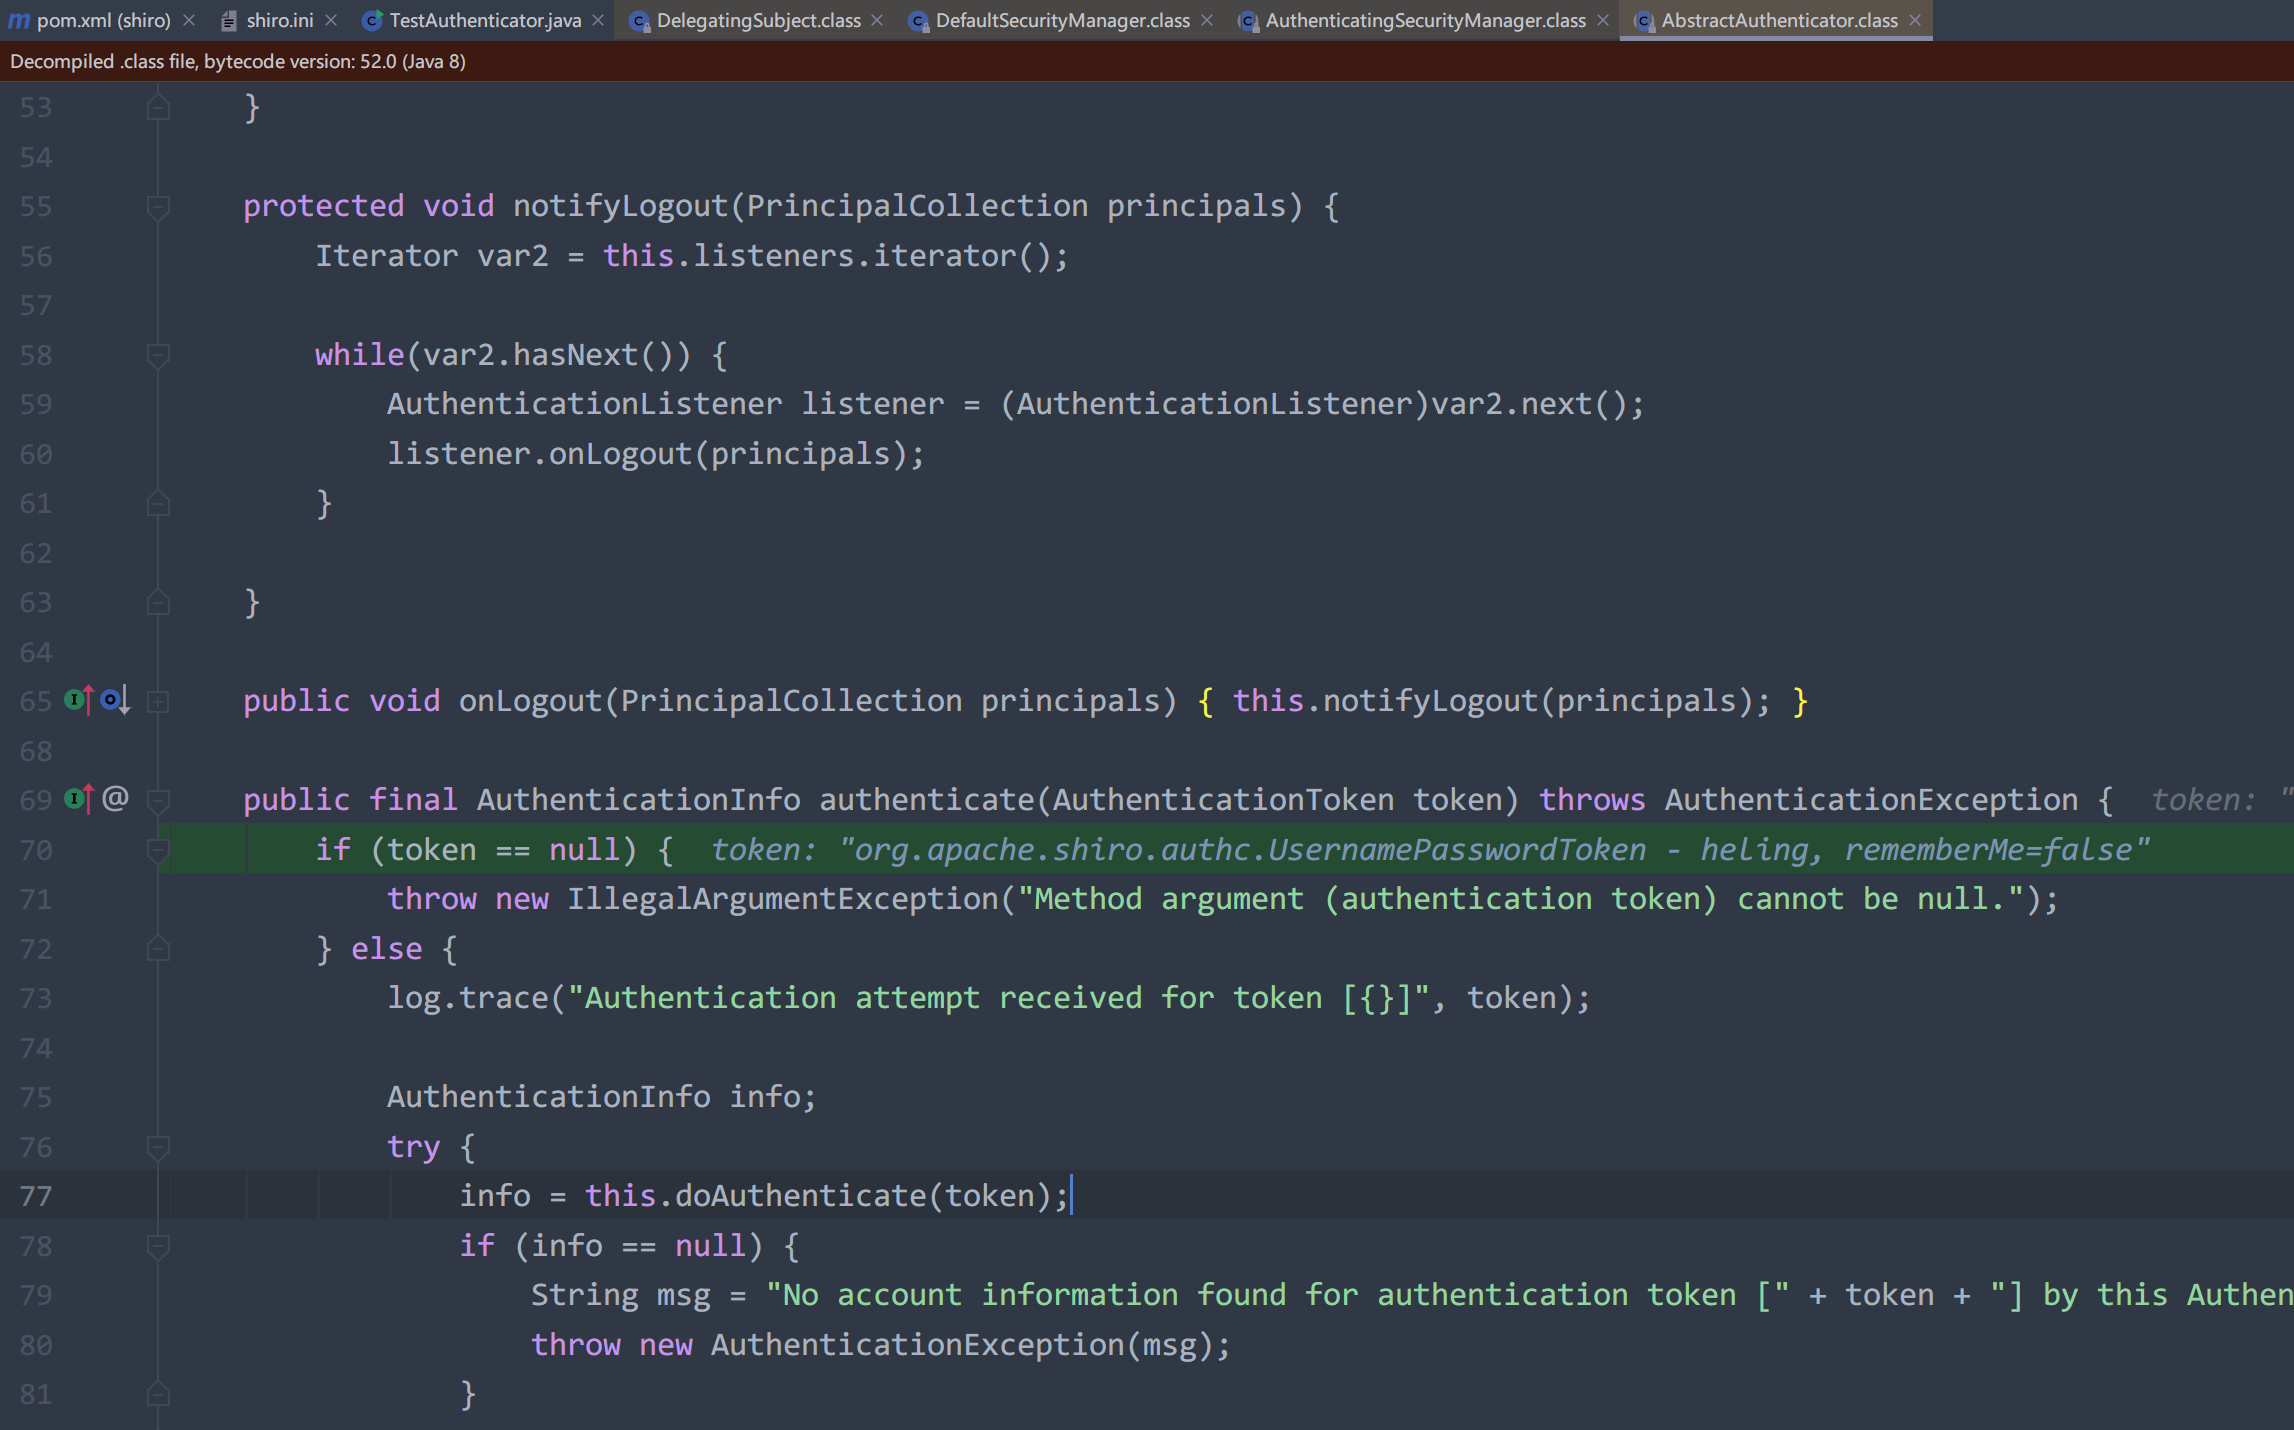 pom.xml (shiro) shiro.ini TestAuthenticator.java DelegatingSubject.class DefaultSecurityManager.class AuthenticatingSecurityManager.class AbstractAuthenticator.class
Decompiled .class file, bytecode version: 52.0 (Java 8)
53 }
54
55 protected void notifyLogout(PrincipalCollection principals) {
56 Iterator var2 = this.listeners.iterator();
57
58 while(var2.hasNext()) {
59 AuthenticationListener listener = (AuthenticationListener)var2.next();
60 listener.onLogout(principals);
61 }
62
63 }
64
65 public void onLogout(PrincipalCollection principals) { this.notifyLogout(principals); }
68
69 @ public final AuthenticationInfo authenticate(AuthenticationToken token) throws AuthenticationException { token: "
70 if (token == null) { token: "org.apache.shiro.authc.UsernamePasswordToken - heling, rememberMe=false"
71 throw new IllegalArgumentException("Method argument (authentication token) cannot be null.");
72 } else {
73 log.trace("Authentication attempt received for token [{}]", token);
74
75 AuthenticationInfo info;
76 try {
77 info = this.doAuthenticate(token);
78 if (info == null) {
79 String msg = "No account information found for authentication token [" + token + "] by this Authen
80 throw new AuthenticationException(msg);
81 }